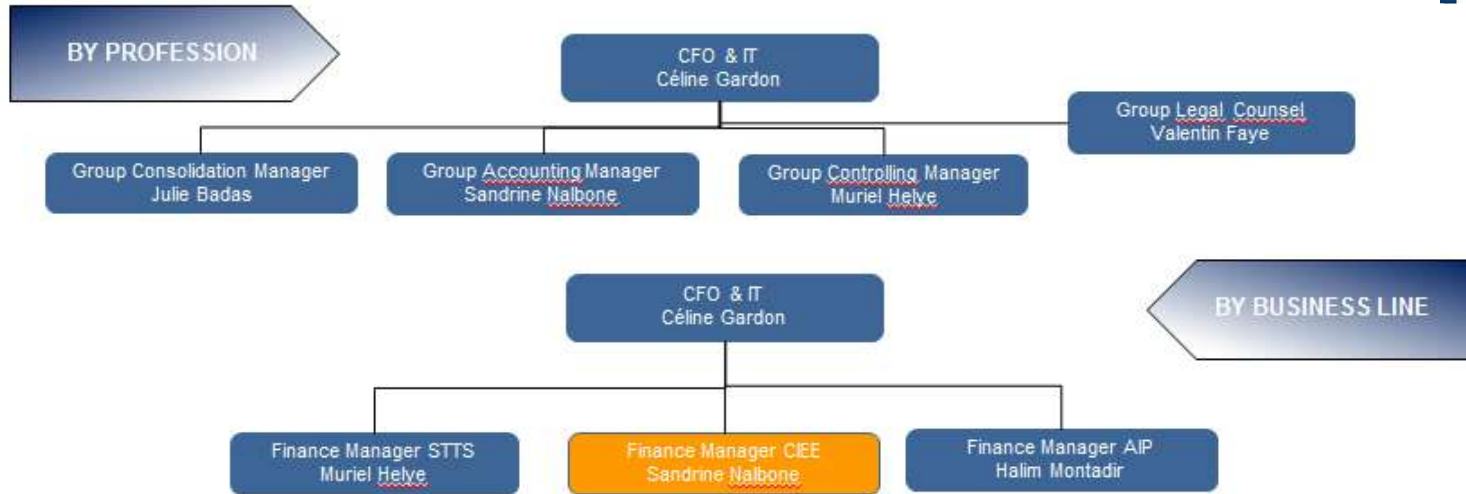 BY PROFESSION
CFO & IT
Céline Gardon
Group Legal Counsel
Valentin Faye
Group Consolidation Manager
Julie Badas
Group Accounting Manager
Sandrine Nalbone
Group Controlling Manager
Muriel Helye
CFO & IT
Céline Gardon
BY BUSINESS LINE
Finance Manager STTS
Muriel Helye
Finance Manager CIEE
Sandrine Nalbone
Finance Manager AIP
Halim Montadir